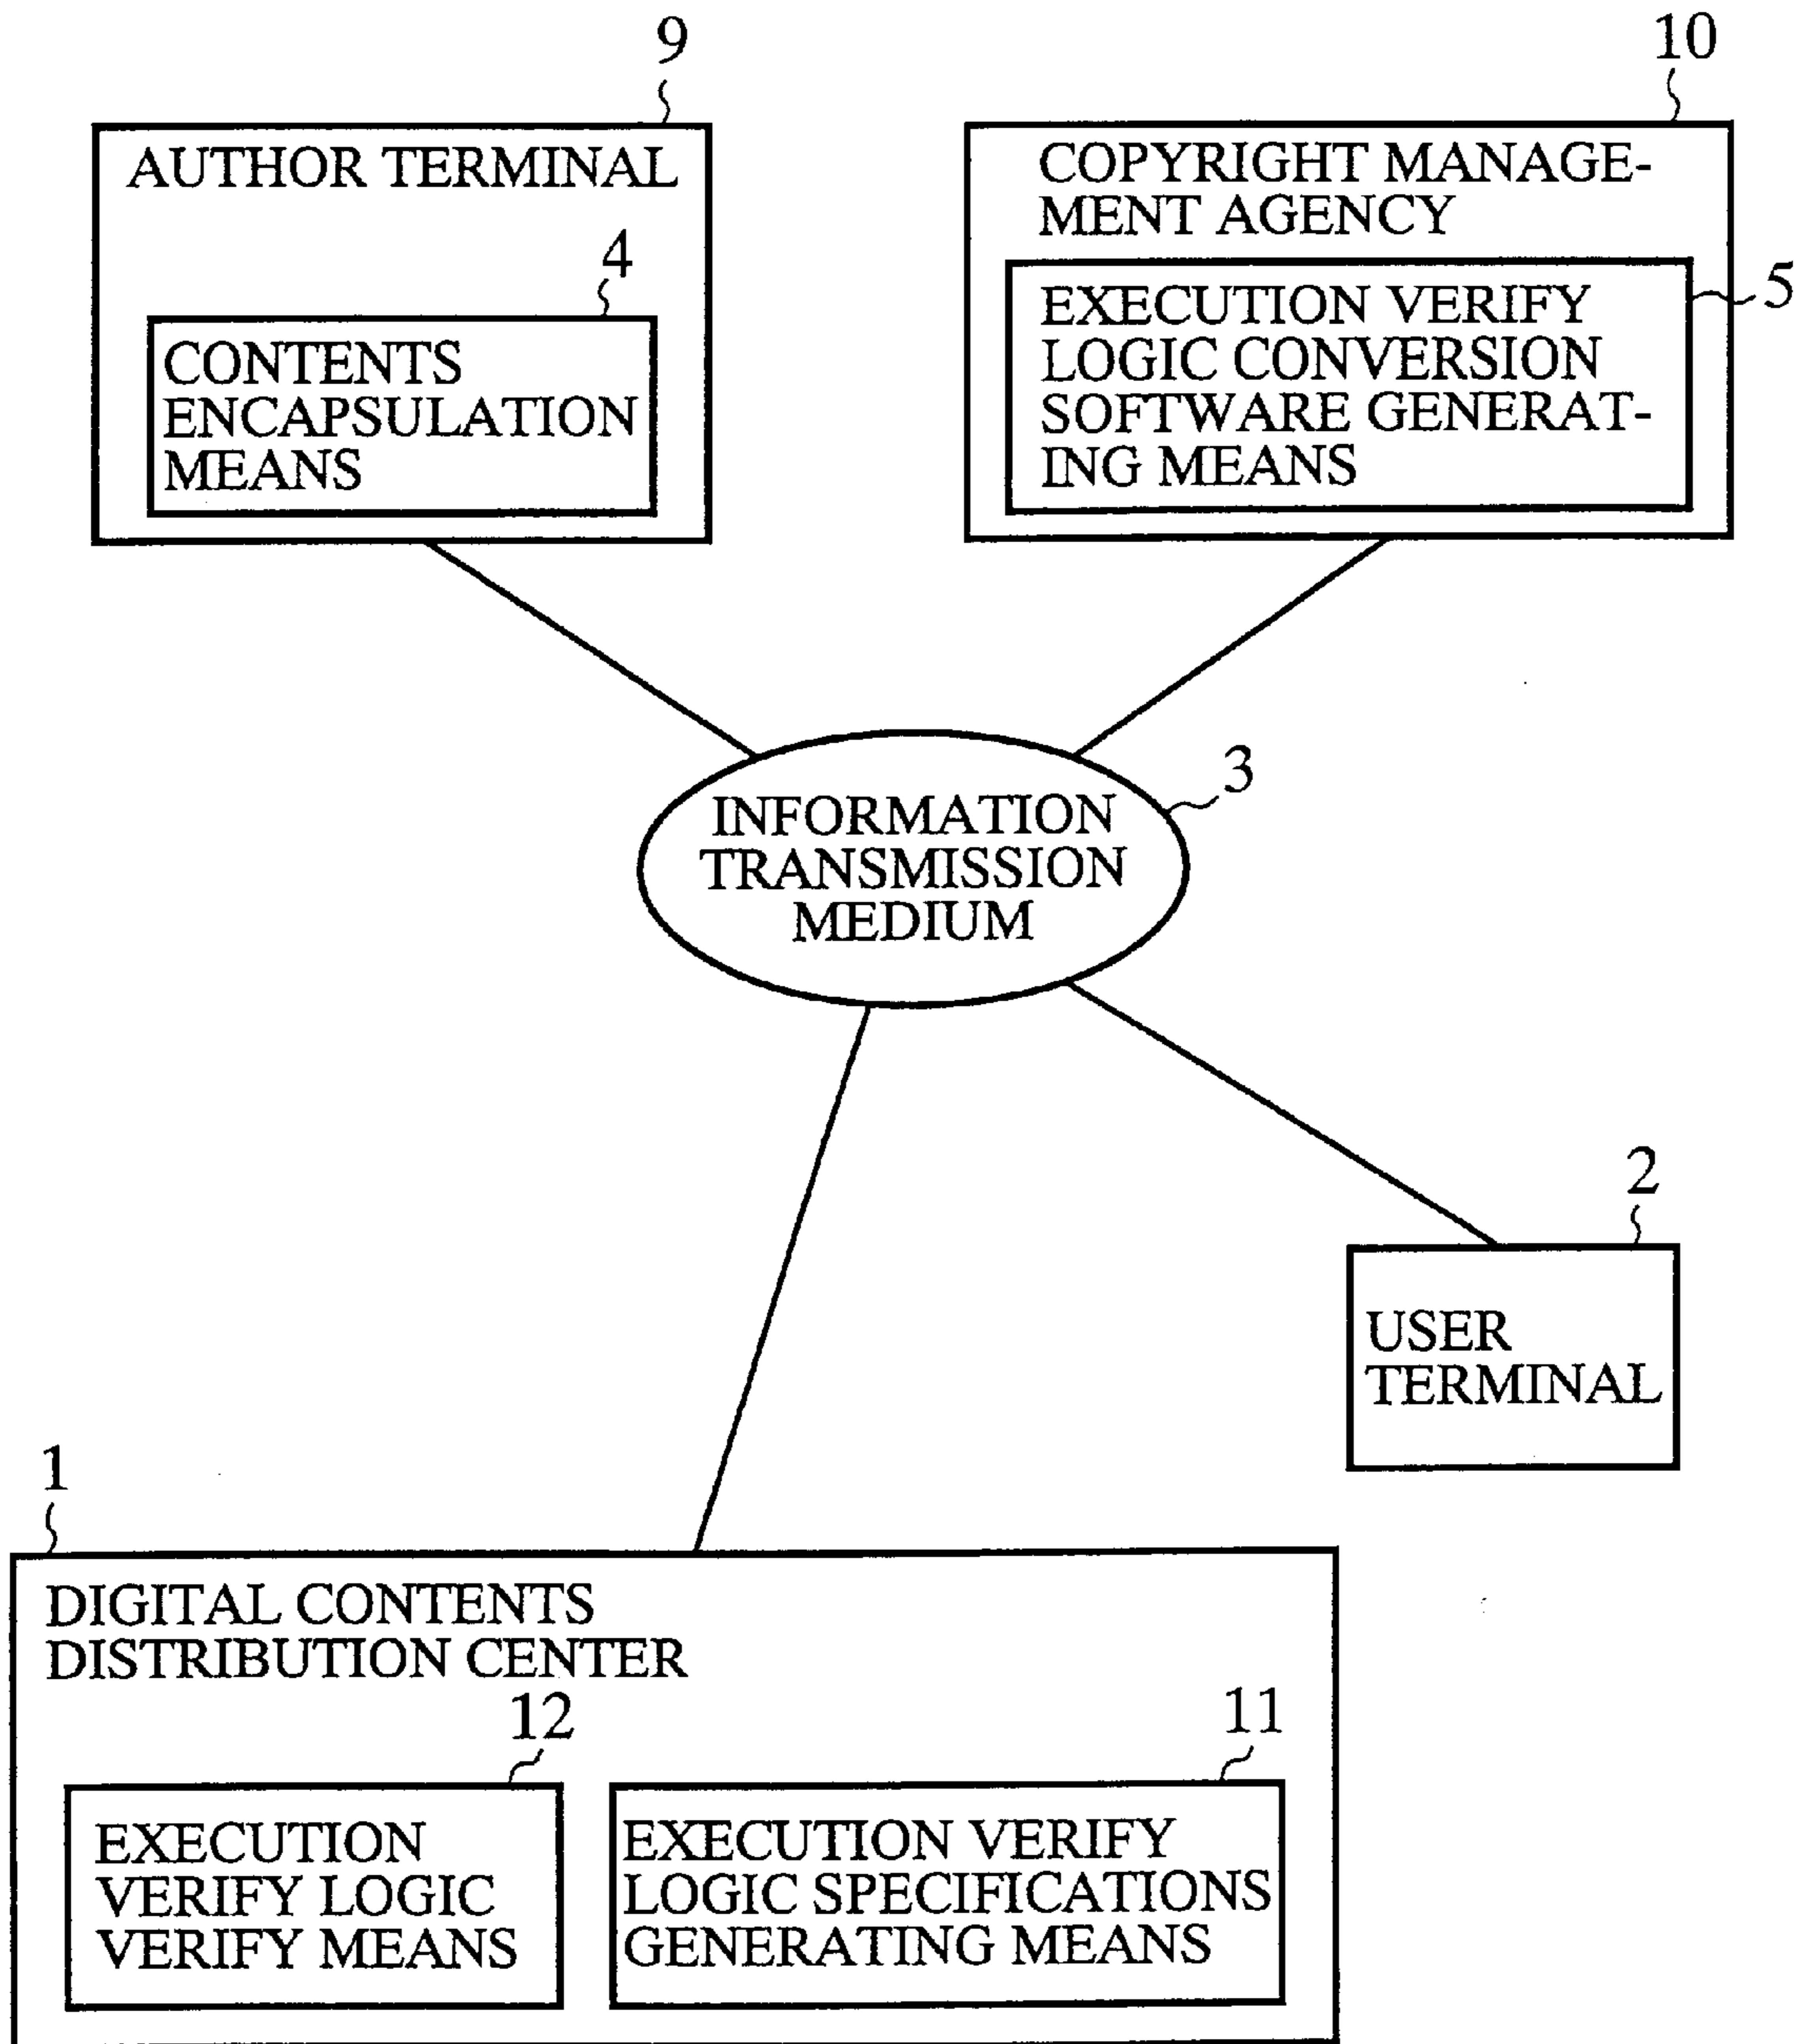 9
AUTHOR TERMINAL
4
CONTENTS
ENCAPSULATION
MEANS
10
COPYRIGHT MANAGE-
MENT AGENCY
5
EXECUTION VERIFY
LOGIC CONVERSION
SOFTWARE GENERAT-
ING MEANS
3
INFORMATION
TRANSMISSION
MEDIUM
2
USER
TERMINAL
1
DIGITAL CONTENTS
DISTRIBUTION CENTER
12
EXECUTION
VERIFY LOGIC
VERIFY MEANS
11
EXECUTION VERIFY
LOGIC SPECIFICATIONS
GENERATING MEANS